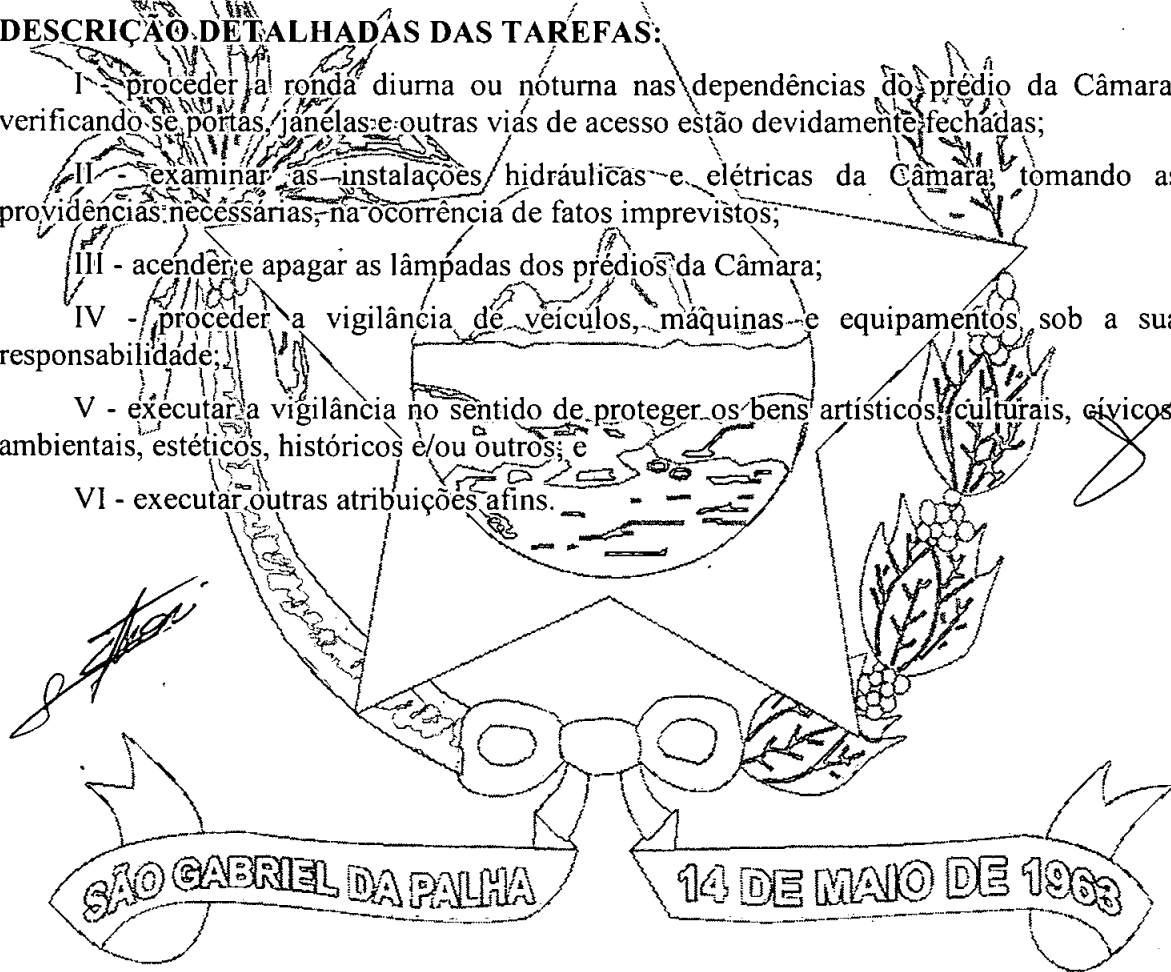 DESCRIÇÃO DETALHADAS DAS TAREFAS:
I - proceder a ronda diurna ou noturna nas dependências do prédio da Câmara
verificando se portas, janelas e outras vias de acesso estão devidamente fechadas;
II - examinar as instalações hidráulicas e elétricas da Câmara, tomando as
providências necessárias, na ocorrência de fatos imprevistos;
III - acender e apagar as lâmpadas dos prédios da Câmara;
IV - proceder a vigilância de veículos, máquinas e equipamentos sob a sua
responsabilidade;
V - executar a vigilância no sentido de proteger os bens artísticos, culturais, cívicos
ambientais, estéticos, históricos e/ou outros; e
VI - executar outras atribuições afins.
SÃO GABRIEL DA PALHA 14 DE MAIO DE 1963